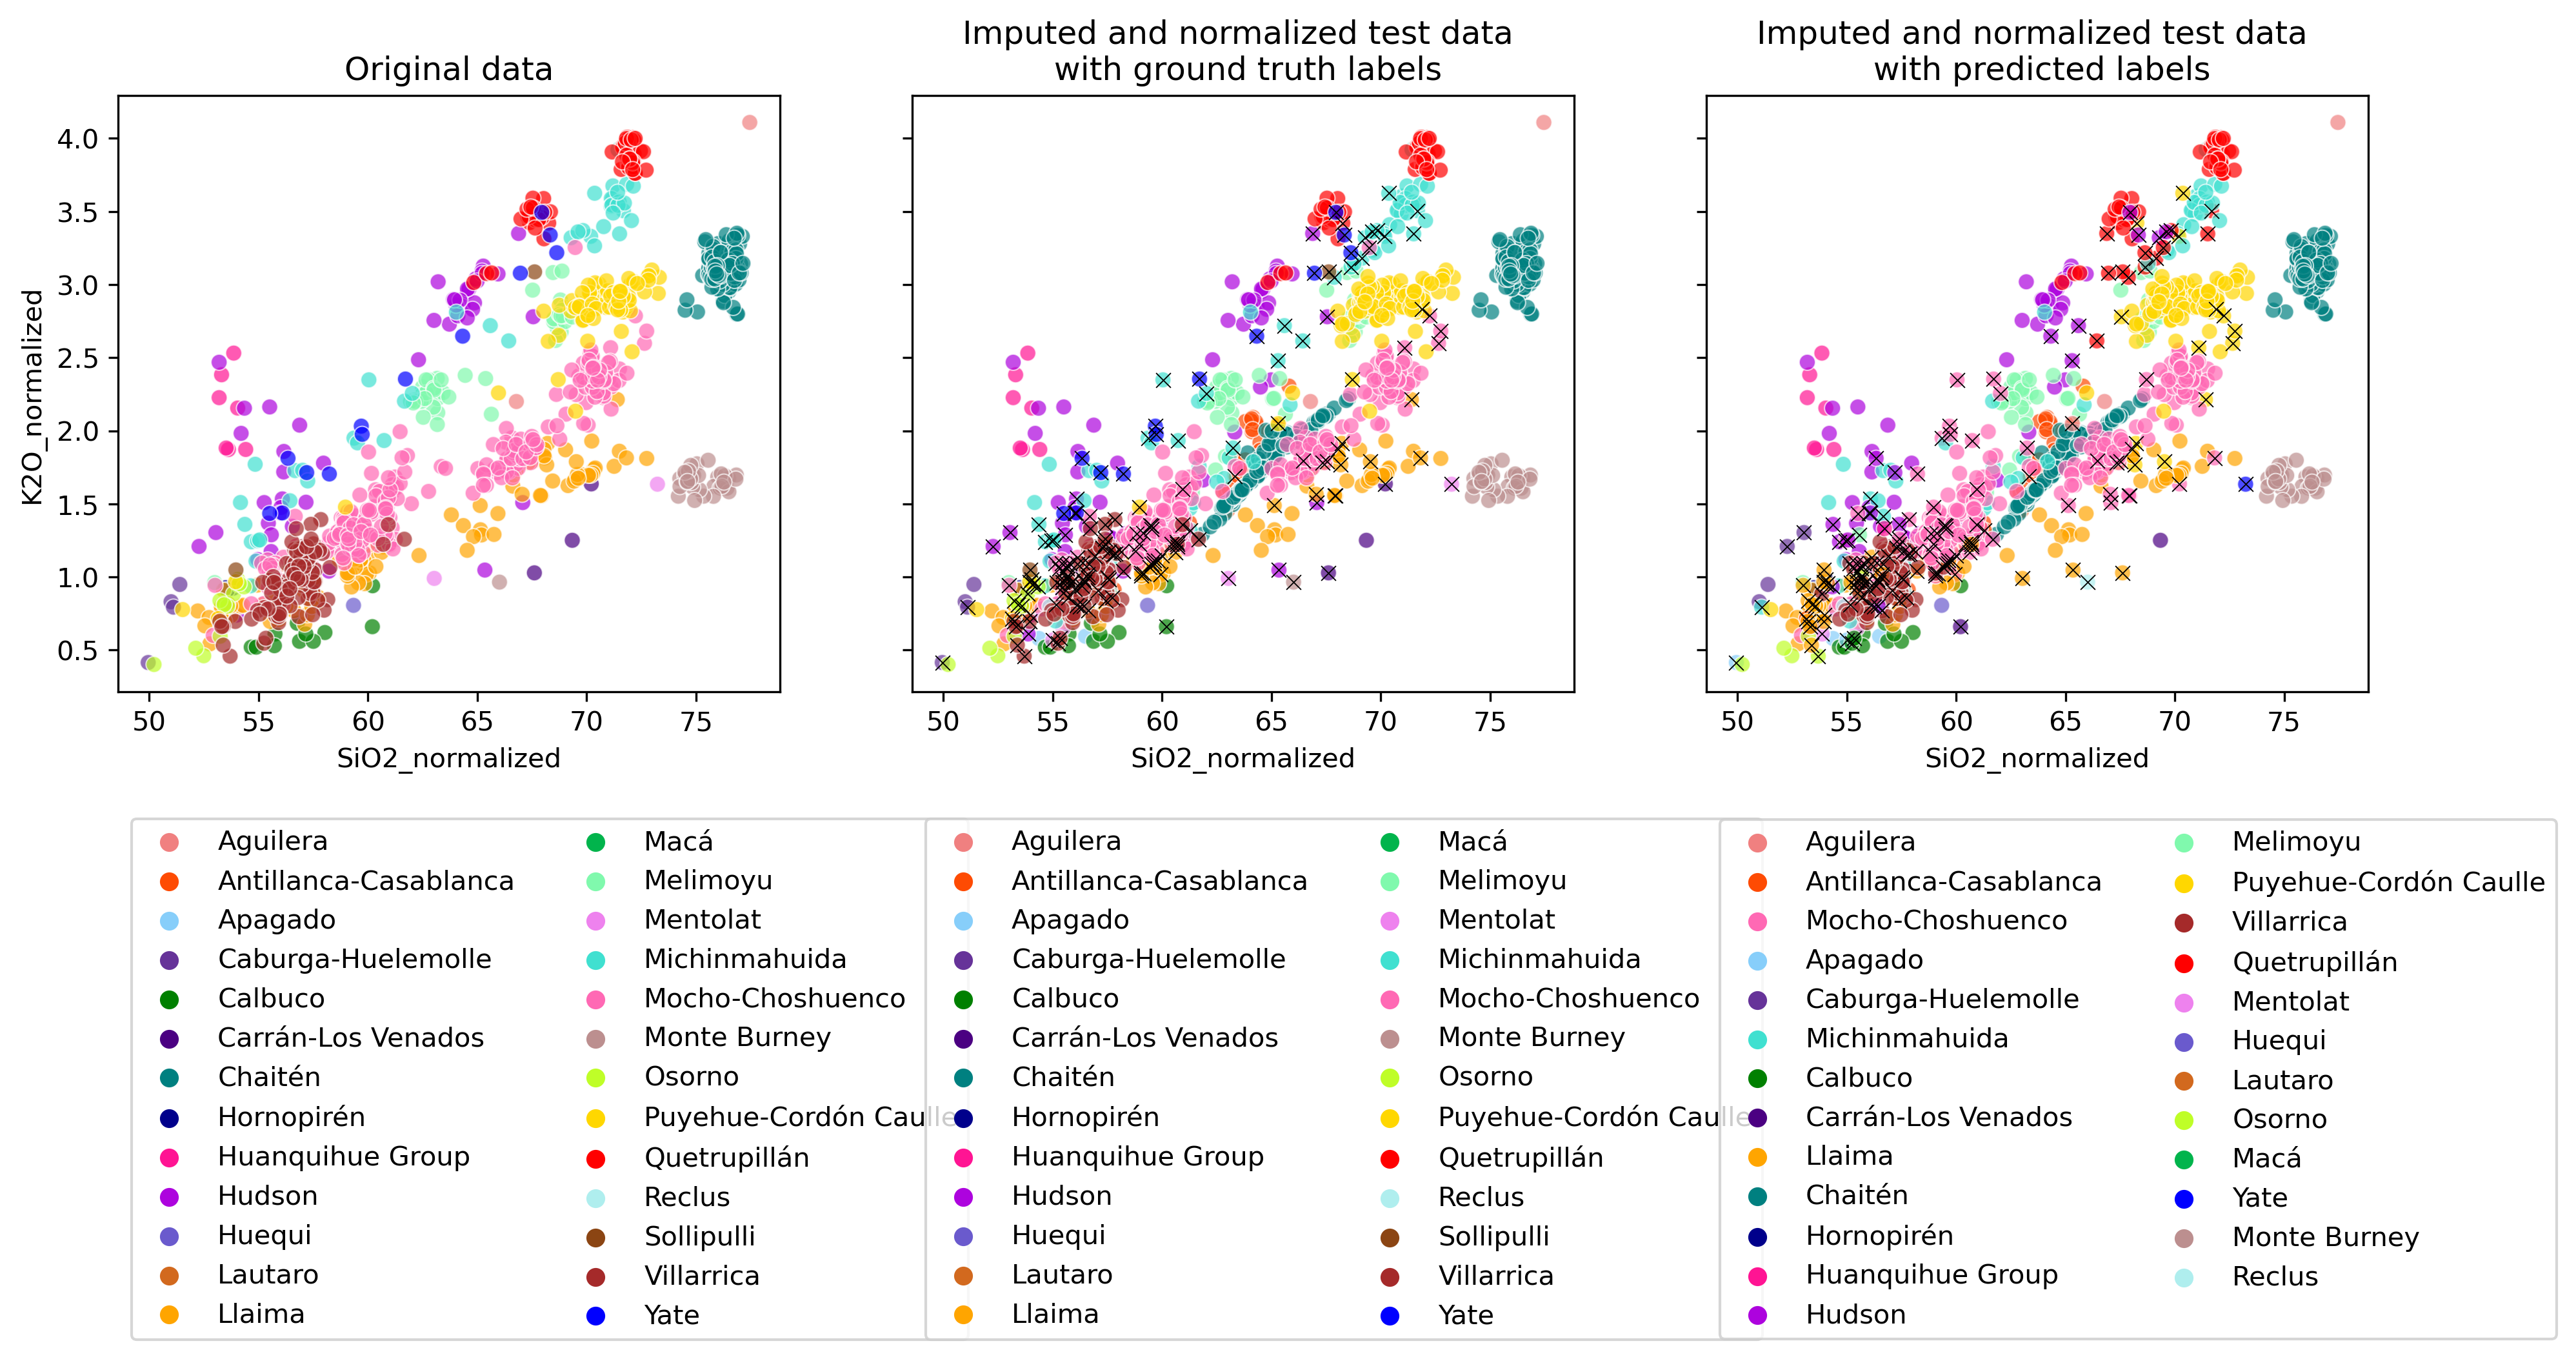 Original data
Imputed and normalized test data
with ground truth labels
Imputed and normalized test data
with predicted labels
K2O_normalized
4.0
3.5
3.0
2.5
2.0
1.5
1.0
0.5
50 55 60 65 70 75
50 55 60 65 70 75
50 55 60 65 70 75
SiO2_normalized
SiO2_normalized
SiO2_normalized
Aguilera
Antillanca-Casablanca
Apagado
Caburga-Huelemolle
Calbuco
Carrán-Los Venados
Chaitén
Hornopirén
Huanquihue Group
Hudson
Huequi
Lautaro
Llaima
Macá
Melimoyu
Mentolat
Michinmahuida
Mocho-Choshuenco
Monte Burney
Osorno
Puyehue-Cordón Caulle
Quetrupillán
Reclus
Sollipulli
Villarrica
Yate
Aguilera
Antillanca-Casablanca
Apagado
Caburga-Huelemolle
Calbuco
Carrán-Los Venados
Chaitén
Hornopirén
Huanquihue Group
Hudson
Huequi
Lautaro
Llaima
Macá
Melimoyu
Mentolat
Michinmahuida
Mocho-Choshuenco
Monte Burney
Osorno
Puyehue-Cordón Caulle
Quetrupillán
Reclus
Sollipulli
Villarrica
Yate
Aguilera
Antillanca-Casablanca
Mocho-Choshuenco
Apagado
Caburga-Huelemolle
Michinmahuida
Calbuco
Carrán-Los Venados
Llaima
Chaitén
Hornopirén
Huanquihue Group
Hudson
Melimoyu
Puyehue-Cordón Caulle
Villarrica
Quetrupillán
Mentolat
Huequi
Lautaro
Osorno
Macá
Yate
Monte Burney
Reclus